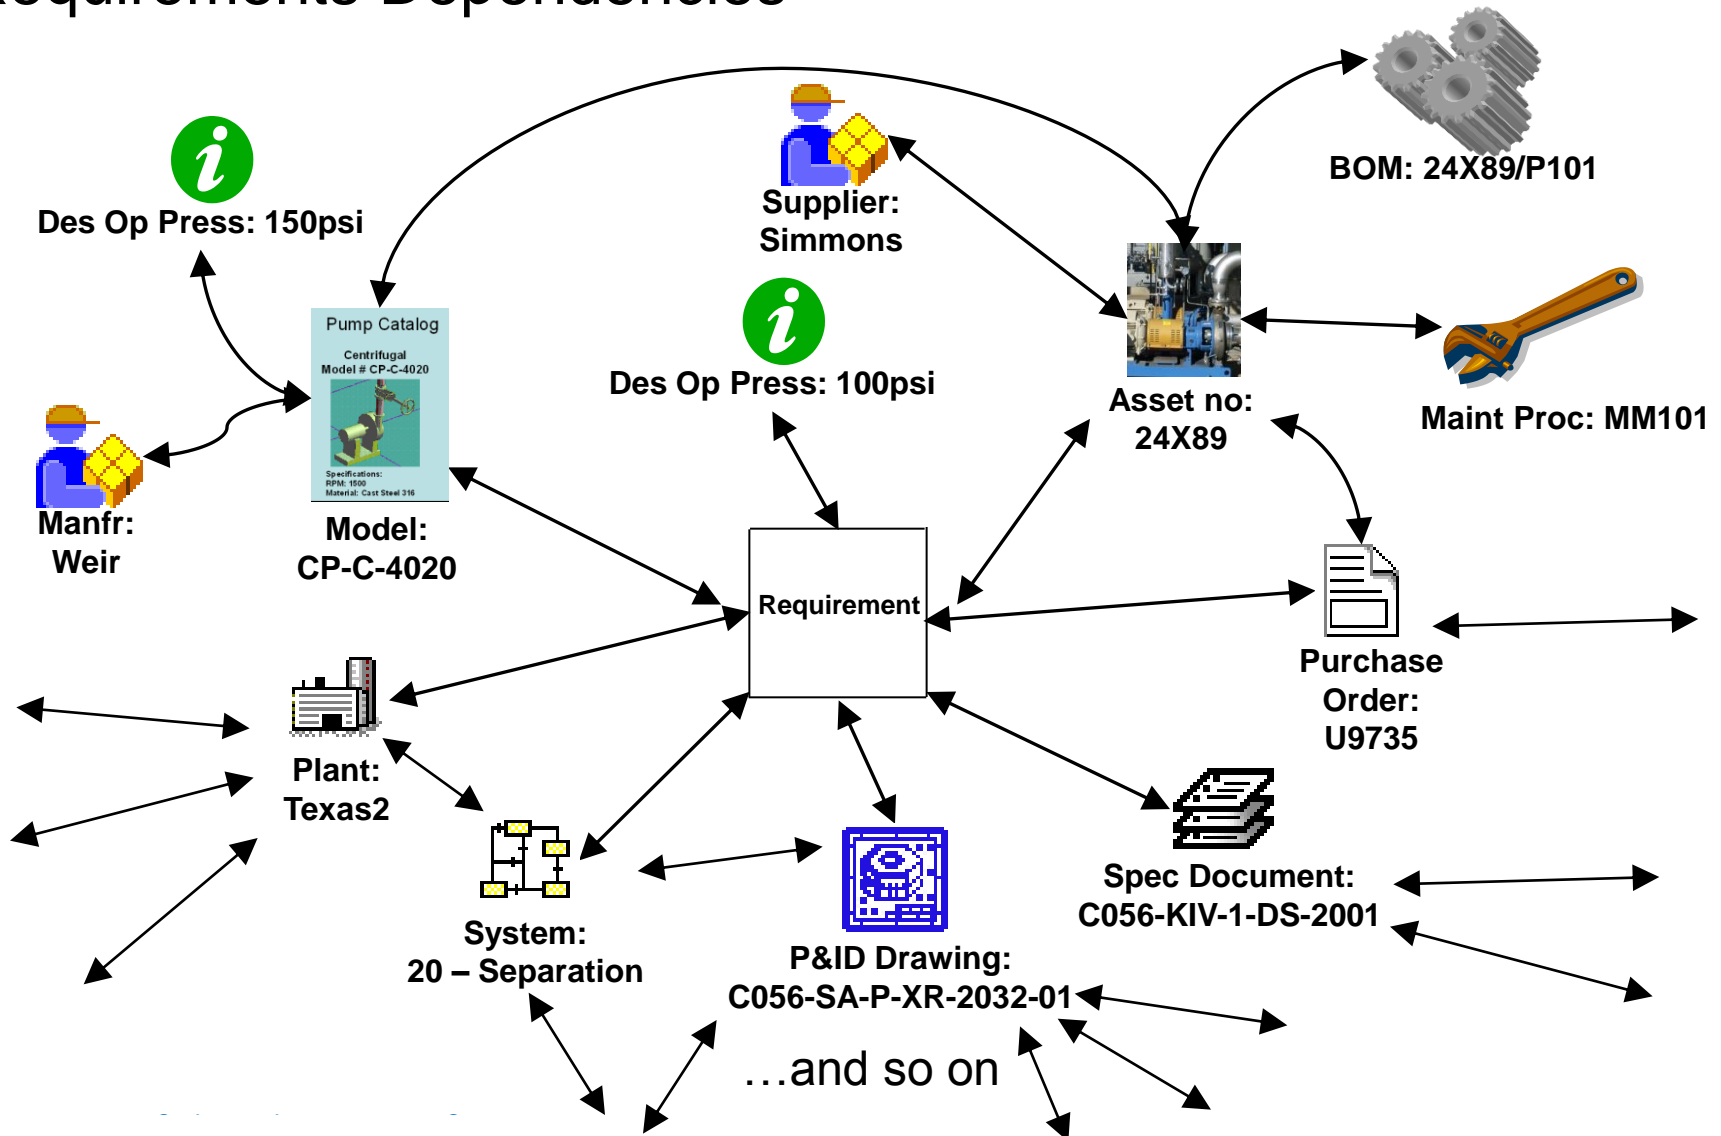 Requirements Dependencies
BOM: 24X89/P101
Supplier:
Simmons
Des Op Press: 150psi
Pump Catalog
Centrifugal
Model # CP-C-4020
Specifications:
RPM: 1500
Material: Cast Steel 316
Des Op Press: 100psi
Asset no:
24X89
Maint Proc: MM101
Manfr:
Weir
Model:
CP-C-4020
Requirement
Purchase
Order:
U9735
Plant:
Texas2
Spec Document:
C056-KIV-1-DS-2001
System:
20 – Separation
P&ID Drawing:
C056-SA-P-XR-2032-01
…and so on